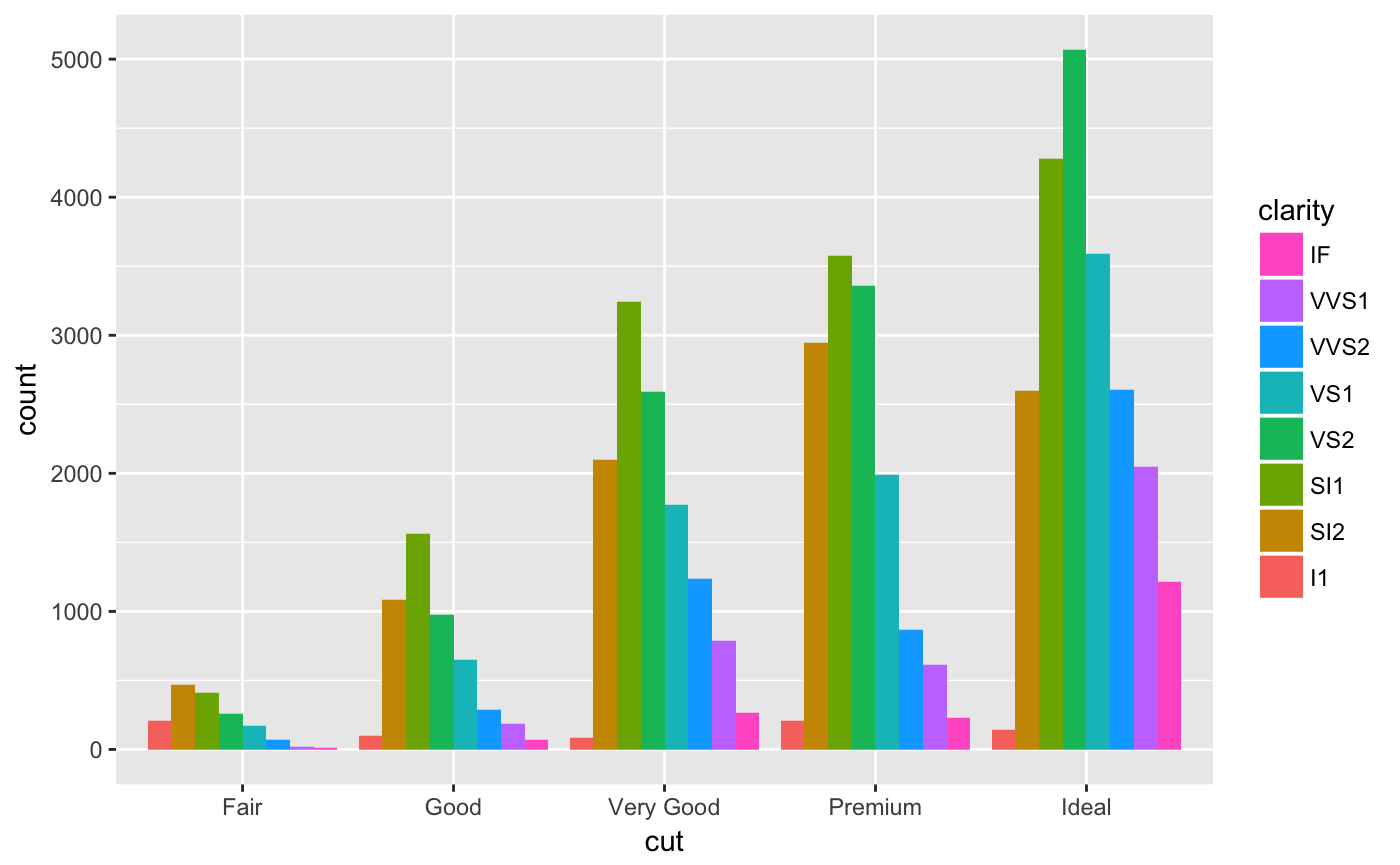 5000
4000
3000
2000
1000
0
count
Fair Good Very Good Premium Ideal
cut
clarity
IF
VVS1
VVS2
VS1
VS2
SI1
SI2
I1